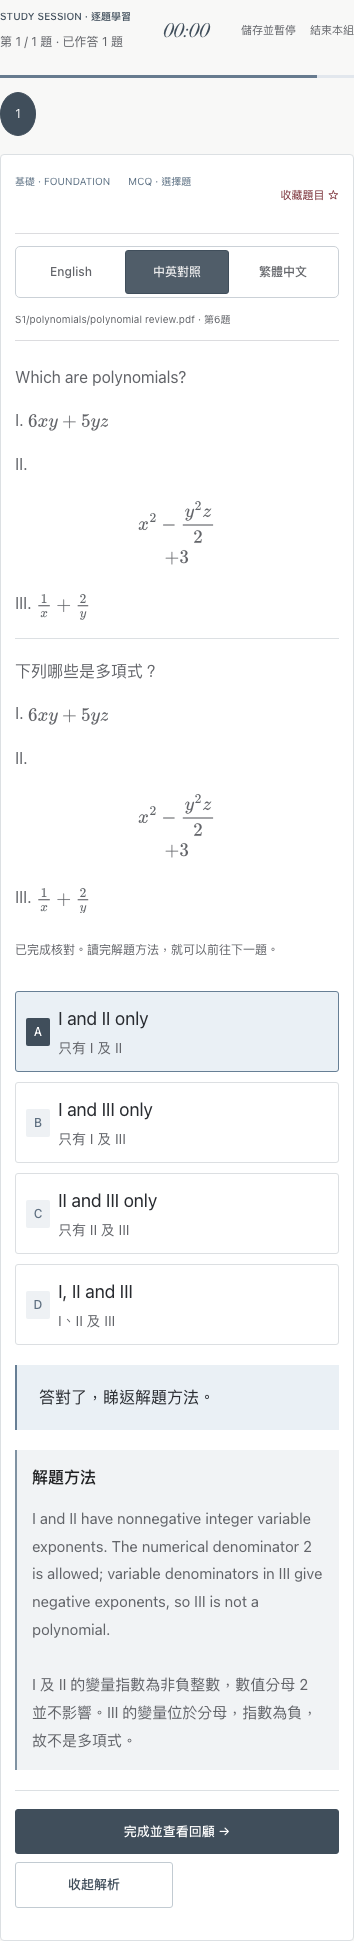 STUDY SESSION · 逐題學習
第 1 / 1 題 · 已作答 1 題
00:00
儲存並暫停
結束本組
1
基礎 · FOUNDATION
MCQ · 選擇題
收藏題目 ☆
English
中英對照
繁體中文
S1/polynomials/polynomial review.pdf · 第6題
Which are polynomials?
I. 6xy + 5yz
II.
x² − y²z/2
+3
III. 1/x + 2/y
下列哪些是多項式？
I. 6xy + 5yz
II.
x² − y²z/2
+3
III. 1/x + 2/y
已完成核對。讀完解題方法，就可以前往下一題。
A
I and II only
只有 I 及 II
B
I and III only
只有 I 及 III
C
II and III only
只有 II 及 III
D
I, II and III
I、II 及 III
答對了，睇返解題方法。
解題方法
I and II have nonnegative integer variable
exponents. The numerical denominator 2
is allowed; variable denominators in III give
negative exponents, so III is not a
polynomial.
I 及 II 的變量指數為非負整數，數值分母 2
並不影響。III 的變量位於分母，指數為負，
故不是多項式。
完成並查看回顧 →
收起解析